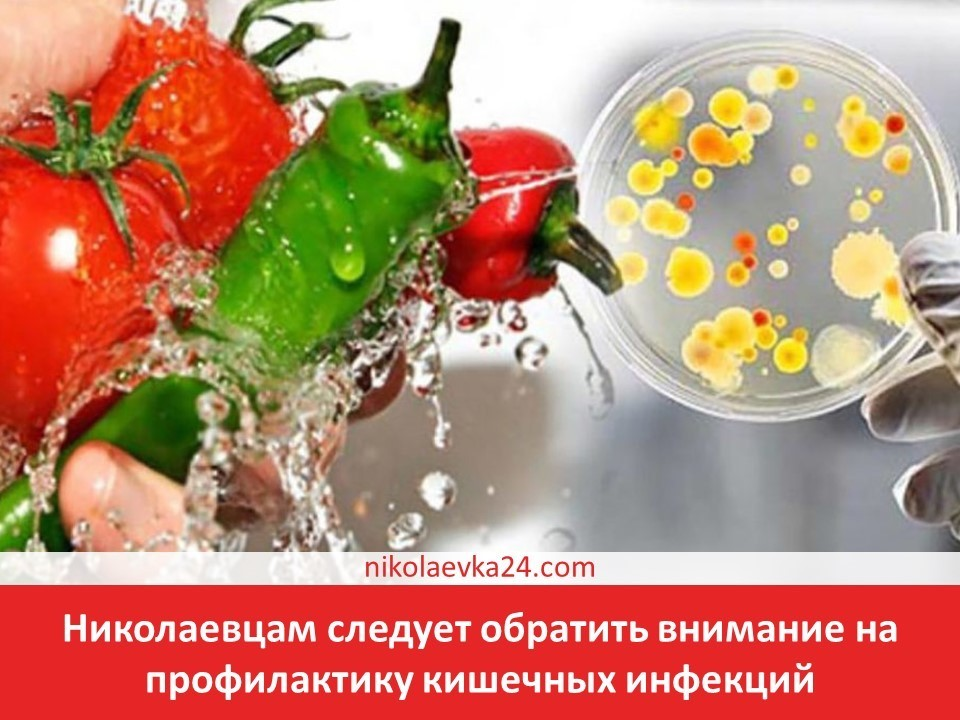 nikolaevka24.com
Николаевцам следует обратить внимание на
профилактику кишечных инфекций